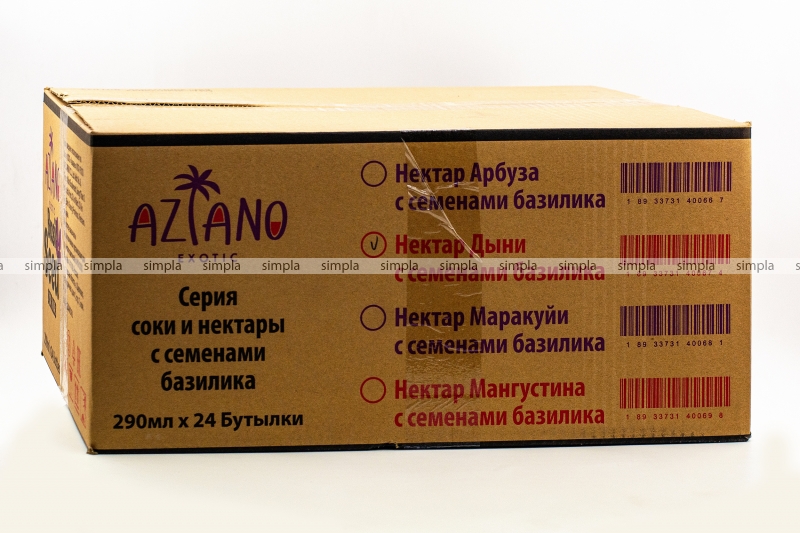 AZIANO
EXOTIC
Серия
соки и нектары
с семенами
базилика
290мл x 24 Бутылки
Нектар Арбуза
с семенами базилика
1 89 33731 40066 7
Нектар Дыни
с семенами базилика
Нектар Маракуйи
с семенами базилика
1 89 33731 40068 1
Нектар Мангустина
с семенами базилика
1 89 33731 40069 8
simpla simpla simpla simpla simpla simpla simpla simpla simpla simpla simpla simpla simpla simpla
AZIANO